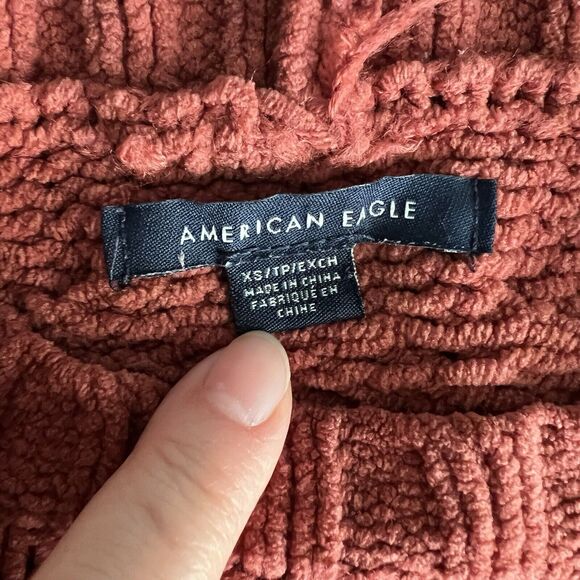 AMERICAN EAGLE
XS/TP/EXCH
MADE IN CHINA
FABRIQUÉ EN
CHINE